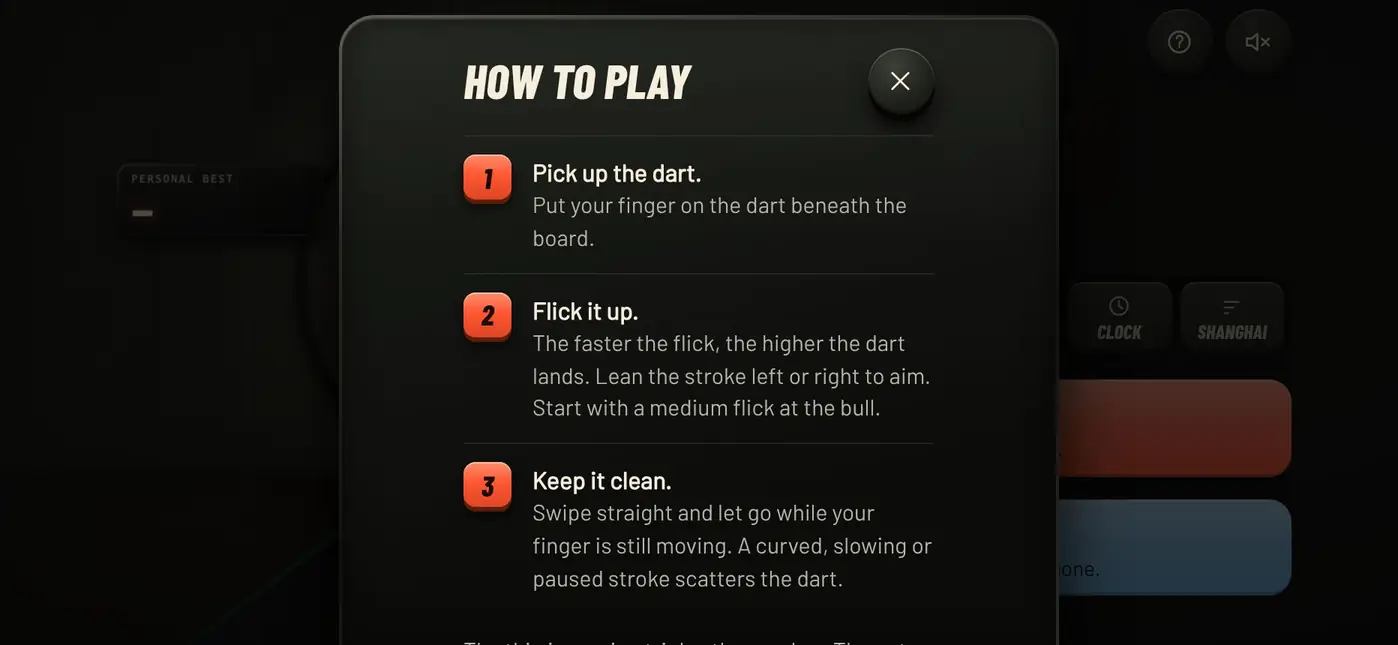 HOW TO PLAY
PERSONAL BEST
1
Pick up the dart.
Put your finger on the dart beneath the
board.
2
Flick it up.
The faster the flick, the higher the dart
lands. Lean the stroke left or right to aim.
Start with a medium flick at the bull.
CLOCK
SHANGHAI
3
Keep it clean.
Swipe straight and let go while your
finger is still moving. A curved, slowing or
paused stroke scatters the dart.
one.